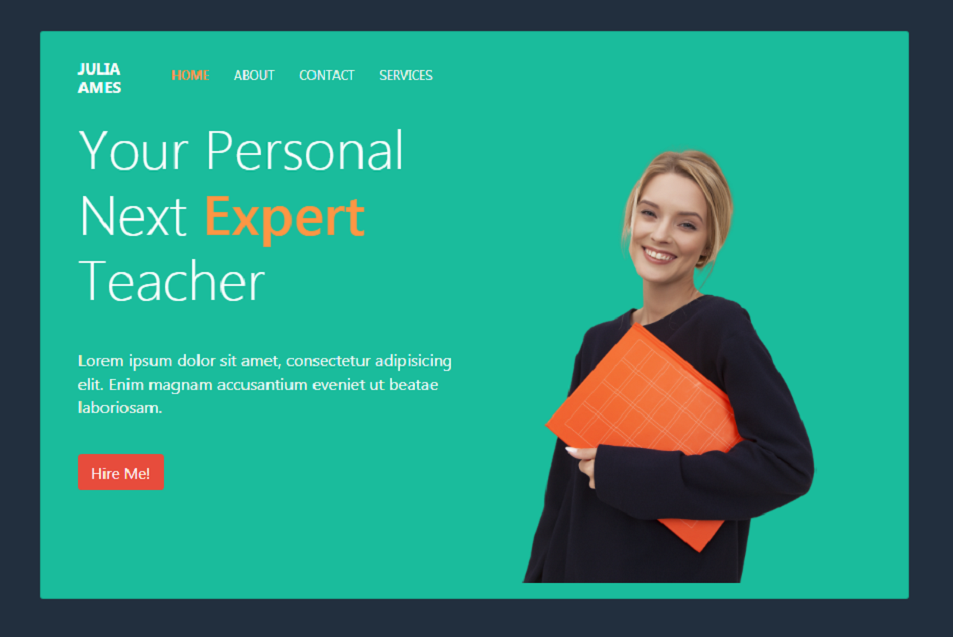 JULIA
AMES
HOME ABOUT CONTACT SERVICES
Your Personal
Next Expert
Teacher
Lorem ipsum dolor sit amet, consectetur adipisicing
elit. Enim magnam accusantium eveniet ut beatae
laboriosam.
Hire Me!